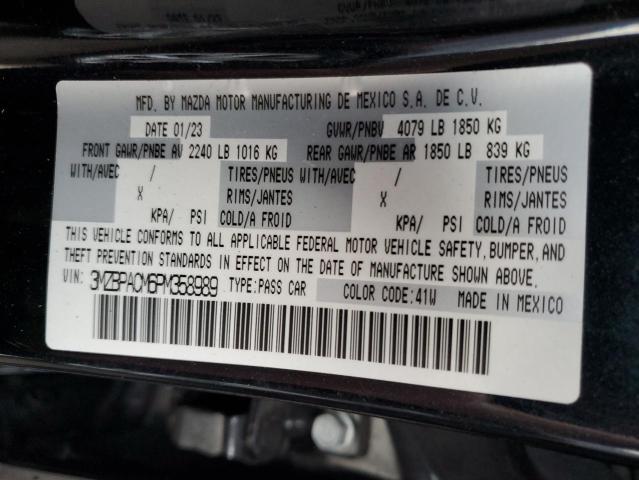 MFD. BY MAZDA MOTOR MANUFACTURING DE MEXICO S.A. DE C.V.
DATE 01/23 GVWR/PNBV 4079 LB 1850 KG
FRONT GAWR/PNBE AV 2240 LB 1016 KG REAR GAWR/PNBE AR 1850 LB 839 KG
WITH/AVEC / TIRES/PNEUS WITH/AVEC / TIRES/PNEUS
X RIMS/JANTES X RIMS/JANTES
KPA/ PSI COLD/A FROID KPA/ PSI COLD/A FROID
THIS VEHICLE CONFORMS TO ALL APPLICABLE FEDERAL MOTOR VEHICLE SAFETY, BUMPER, AND
THEFT PREVENTION STANDARDS IN EFFECT ON THE DATE OF MANUFACTURE SHOWN ABOVE.
VIN: 3MZBPACM6PM358989 TYPE:PASS CAR COLOR CODE:41W MADE IN MEXICO